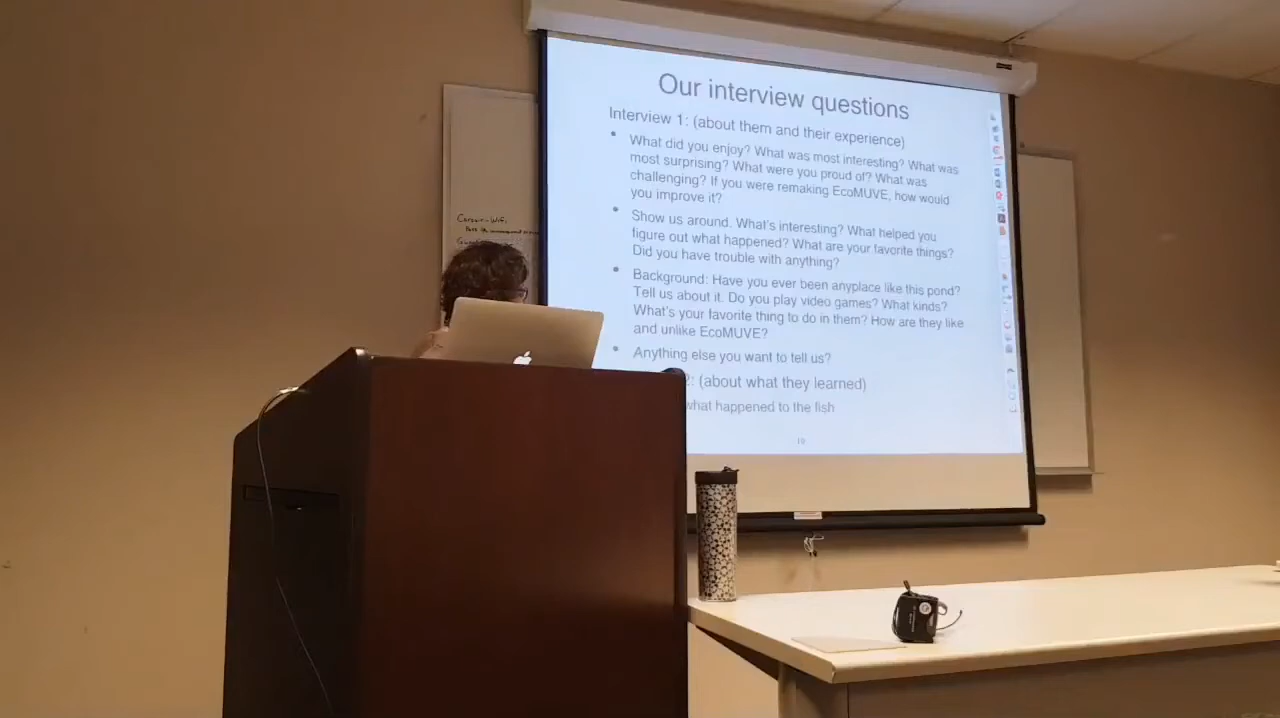 Our interview questions
Interview 1: (about them and their experience)
• What did you enjoy? What was most interesting? What was
most surprising? What were you proud of? What was
challenging? If you were remaking EcoMUVE, how would
you improve it?
• Show us around. What's interesting? What helped you
figure out what happened? What are your favorite things?
Did you have trouble with anything?
• Background: Have you ever been anyplace like this pond?
Tell us about it. Do you play video games? What kinds?
What's your favorite thing to do in them? How are they like
and unlike EcoMUVE?
• Anything else you want to tell us?
2: (about what they learned)
what happened to the fish